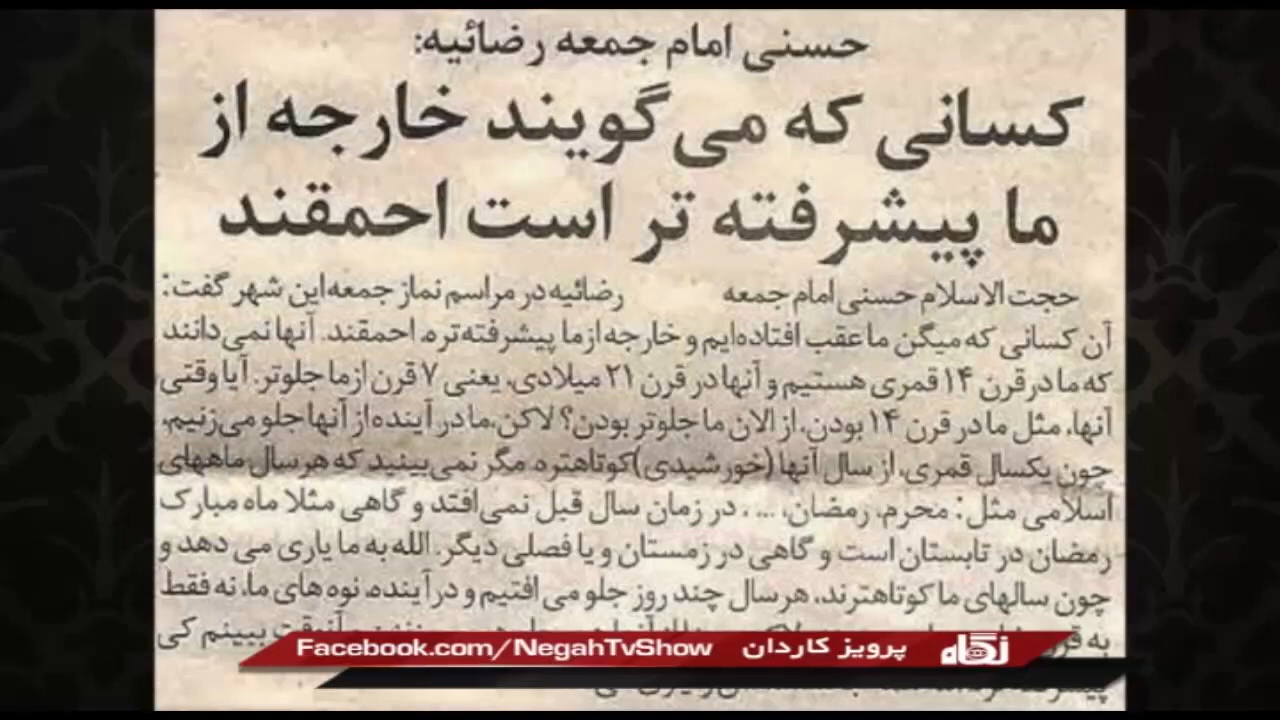 حسنی امام جمعه رضائیه:
کسانی که می گویند خارجه از
ما پیشرفته تر است احمقند
حجت الاسلام حسنی امام جمعه رضائیه در مراسم نماز جمعه این شهر گفت:
آن کسانی که میگن ما عقب افتاده‌ایم و خارجه از ما پیشرفته‌تره، احمقند. آنها نمی‌دانند
که ما در قرن ۱۴ قمری هستیم و آنها در قرن ۲۱ میلادی، یعنی ۷ قرن از ما جلوتر. آیا وقتی
آنها، مثل ما در قرن ۱۴ بودن، از الان ما جلوتر بودن؟ لاکن، ما در آینده از آنها جلو می‌زنیم،
چون یکسال قمری، از سال آنها (خورشیدی) کوتاهتره. مگر نمی‌بینید که هر سال ماههای
اسلامی مثل: محرم، رمضان، ... ، در زمان سال قبل نمی افتد و گاهی مثلا ماه مبارک
رمضان در تابستان است و گاهی در زمستان و یا فصلی دیگر. الله به ما یاری می دهد و
چون سالهای ما کوتاهترند، هر سال چند روز جلو می افتیم و در آینده، نوه های ما، نه فقط
به ببینم کی
نگاه پرویز کاردان Facebook.com/NegahTvShow